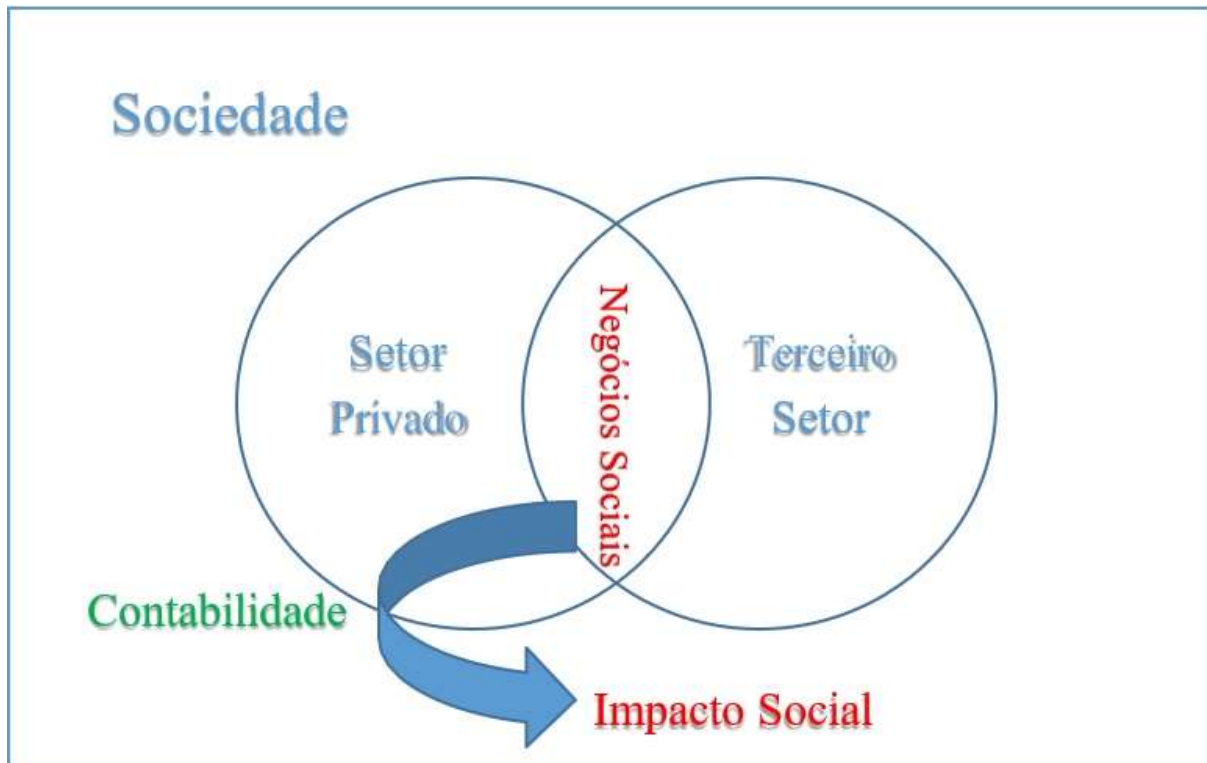 Sociedade
Setor
Privado
Negócios Sociais
Terceiro
Setor
Contabilidade
Impacto Social